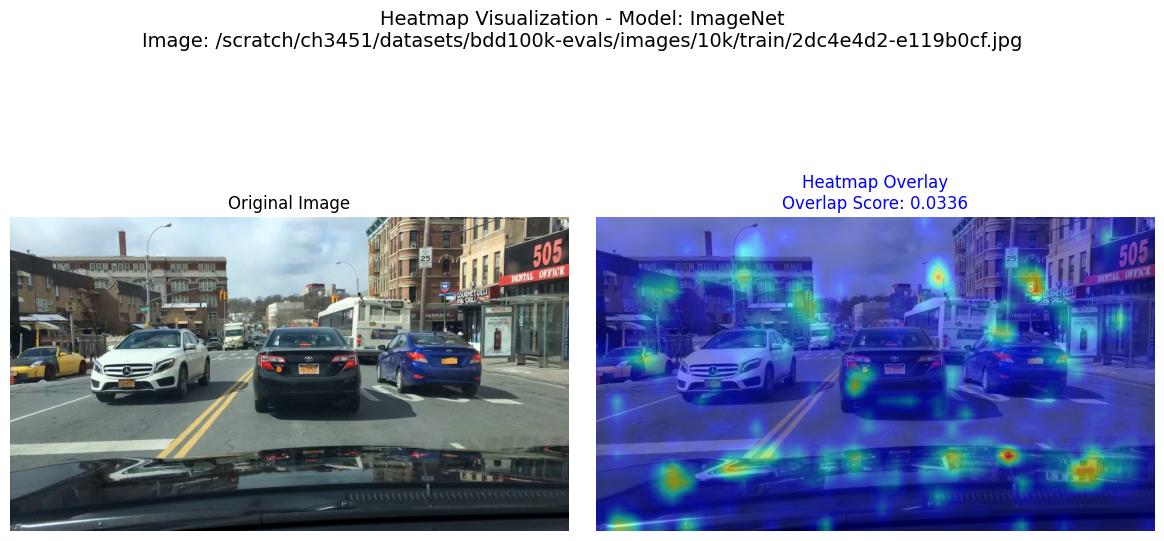 Heatmap Visualization - Model: ImageNet
Image: /scratch/ch3451/datasets/bdd100k-evals/images/10k/train/2dc4e4d2-e119b0cf.jpg
Original Image
505
DENTAL OFFICE
25
Heatmap Overlay
Overlap Score: 0.0336
505
DENTAL OFFICE
25